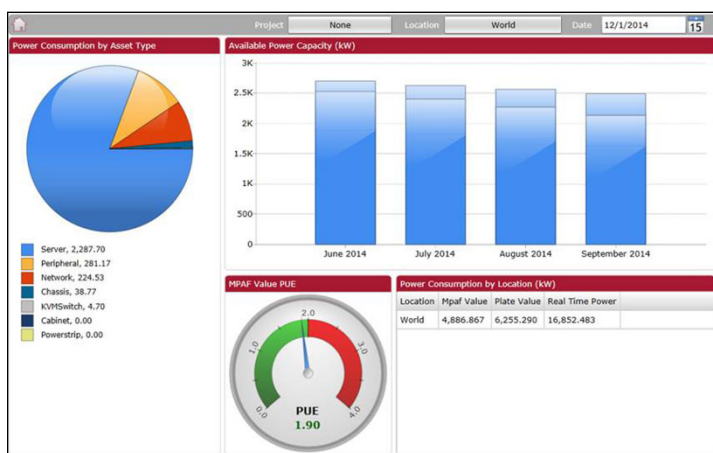 Project None Location World Date 12/1/2014 15
Power Consumption by Asset Type
Server, 2,287.70
Peripheral, 281.17
Network, 224.53
Chassis, 38.77
KVMSwitch, 4.70
Cabinet, 0.00
Powerstrip, 0.00
Available Power Capacity (kW)
3K
2.5K
2K
1.5K
1K
500
0
June 2014 July 2014 August 2014 September 2014
MPAF Value PUE
0.0 1.0 2.0 3.0 4.0
PUE
1.90
Power Consumption by Location (kW)
Location Mpaf Value Plate Value Real Time Power
World 4,886.867 6,255.290 16,852.483